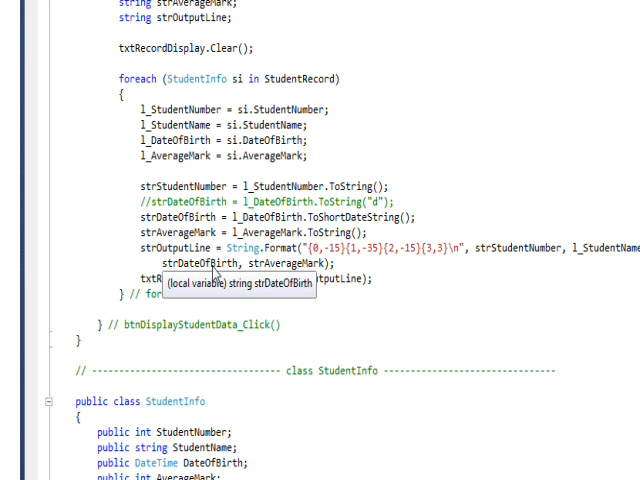 string strAverageMark;
string strOutputLine;
txtRecordDisplay.Clear();
foreach (StudentInfo si in StudentRecord)
{
l_StudentNumber = si.StudentNumber;
l_StudentName = si.StudentName;
l_DateOfBirth = si.DateOfBirth;
l_AverageMark = si.AverageMark;
strStudentNumber = l_StudentNumber.ToString();
//strDateOfBirth = l_DateOfBirth.ToString("d");
strDateOfBirth = l_DateOfBirth.ToShortDateString();
strAverageMark = l_AverageMark.ToString();
strOutputLine = String.Format("{0,-15}{1,-35}{2,-15}{3,3}\n", strStudentNumber, l_StudentName
strDateOfBirth, strAverageMark);
txtR utputLine);
(local variable) string strDateOfBirth
} // for
} // btnDisplayStudentData_Click()
}
// ---------------------------------- class StudentInfo -------------------------------
public class StudentInfo
{
public int StudentNumber;
public string StudentName;
public DateTime DateOfBirth;
public int AverageMark;